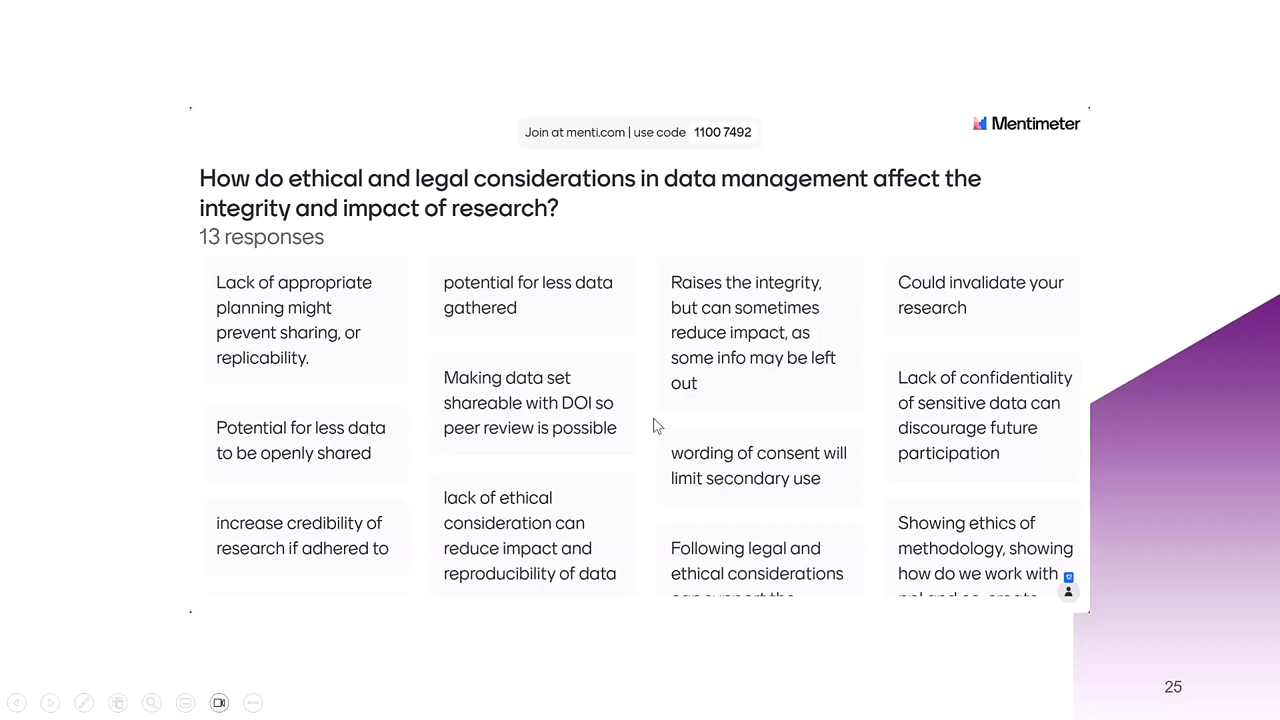 Join at menti.com | use code 1100 7492
Mentimeter
How do ethical and legal considerations in data management affect the
integrity and impact of research?
13 responses
Lack of appropriate
planning might
prevent sharing, or
replicability.
Potential for less data
to be openly shared
increase credibility of
research if adhered to
potential for less data
gathered
Making data set
shareable with DOI so
peer review is possible
lack of ethical
consideration can
reduce impact and
reproducibility of data
Raises the integrity,
but can sometimes
reduce impact, as
some info may be left
out
wording of consent will
limit secondary use
Following legal and
ethical considerations
can support the
Could invalidate your
research
Lack of confidentiality
of sensitive data can
discourage future
participation
Showing ethics of
methodology, showing
how do we work with
12
25